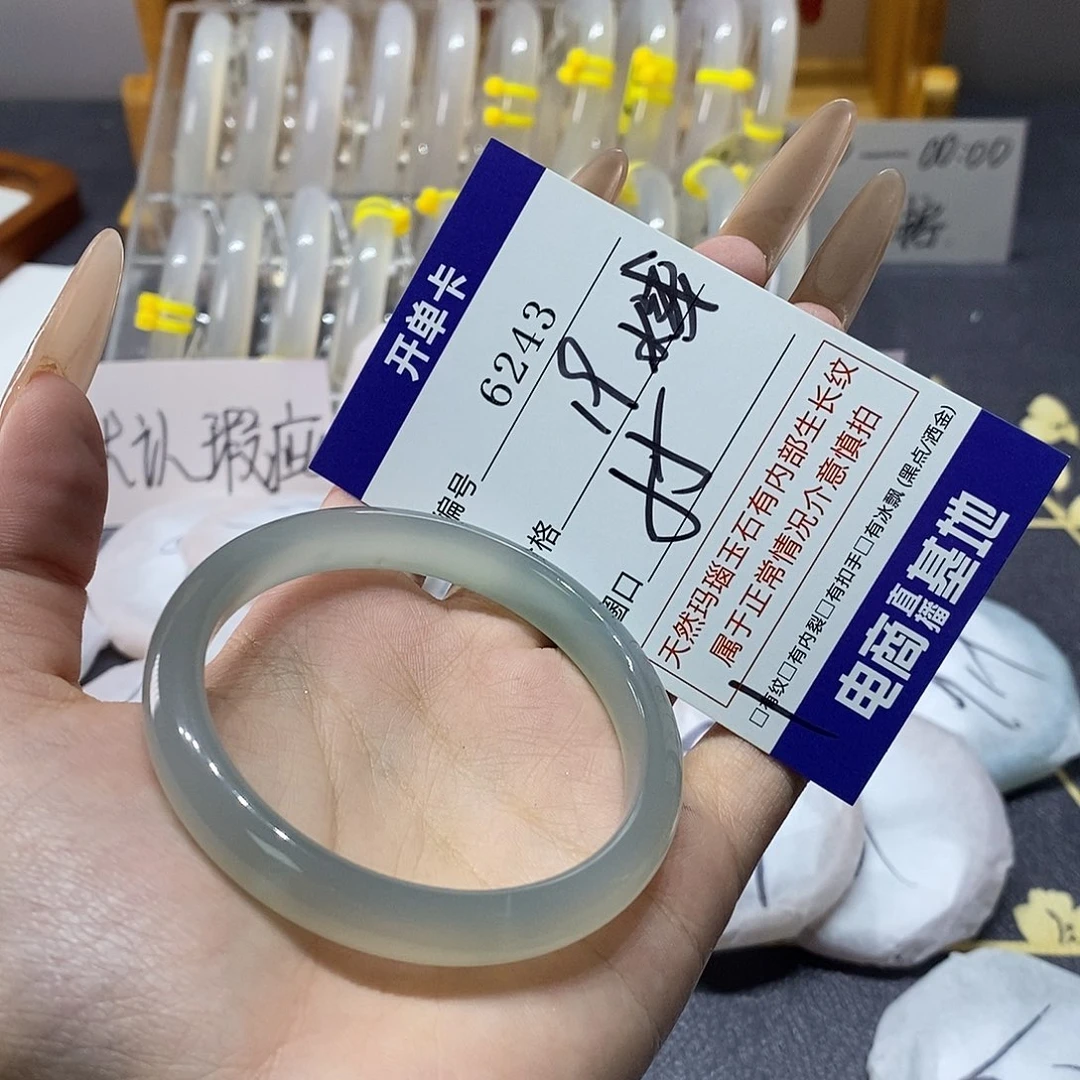 开单卡
编号 6243
格
窗口
天然玛瑙玉石有内部生长纹
属于正常情况介意慎拍
□有纹□有内裂□有扣手□有冰飘 (黑点/洒金)
电商直播基地
认瑕疵
00:00